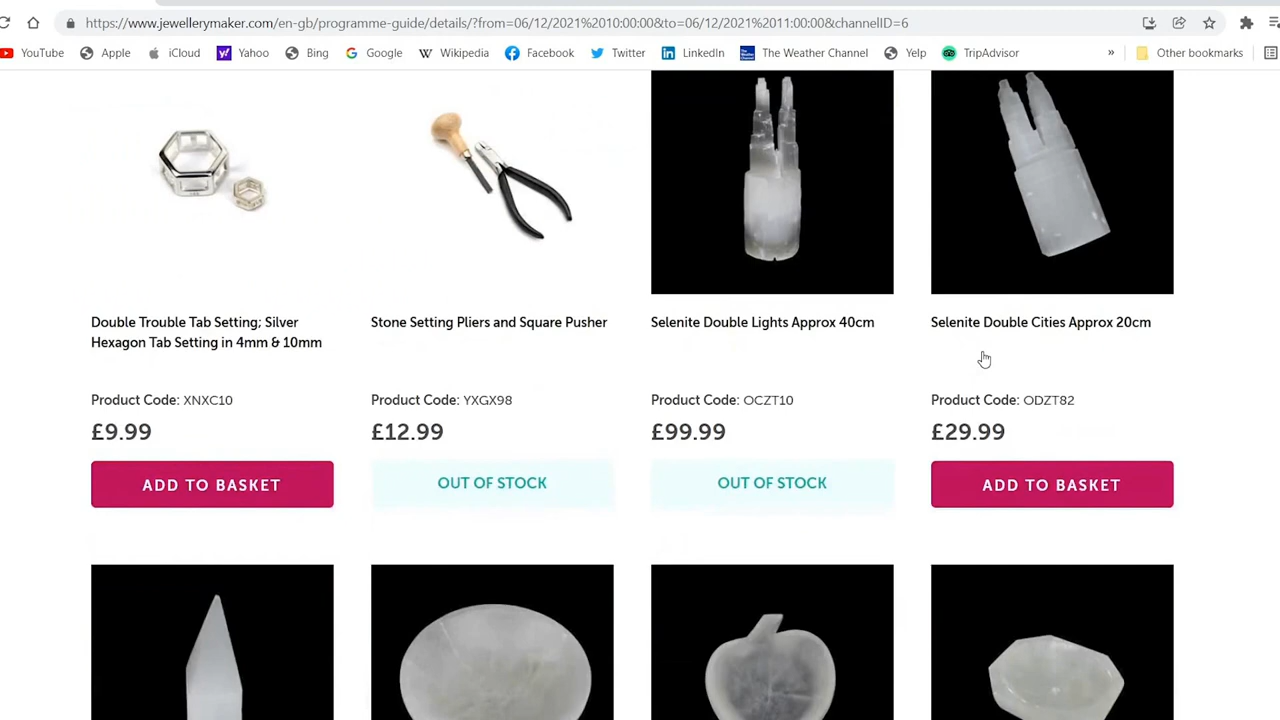 https://www.jewellerymaker.com/en-gb/programme-guide/details/?from=06/12/2021%2010:00:00&to=06/12/2021%2011:00:00&channelID=6
YouTube Apple iCloud Yahoo Bing Google Wikipedia Facebook Twitter LinkedIn The Weather Channel Yelp TripAdvisor » Other bookmarks
Double Trouble Tab Setting; Silver
Hexagon Tab Setting in 4mm & 10mm
Product Code: XNXC10
£9.99
ADD TO BASKET
Stone Setting Pliers and Square Pusher
Product Code: YXGX98
£12.99
OUT OF STOCK
Selenite Double Lights Approx 40cm
Product Code: OCZT10
£99.99
OUT OF STOCK
Selenite Double Cities Approx 20cm
Product Code: ODZT82
£29.99
ADD TO BASKET